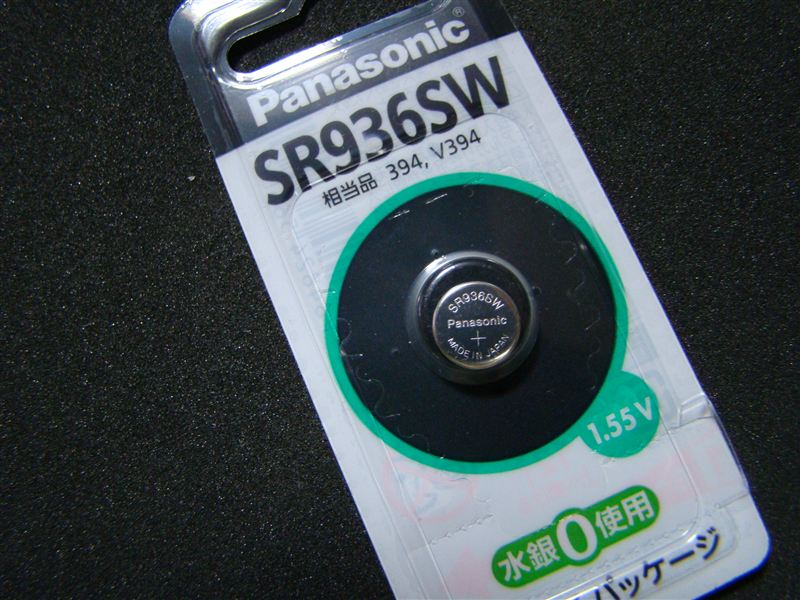 Panasonic®
SR936SW
相当品 394, V394
SR936SW
Panasonic
+
MADE IN JAPAN
1.55V
水銀0使用
パッケージ